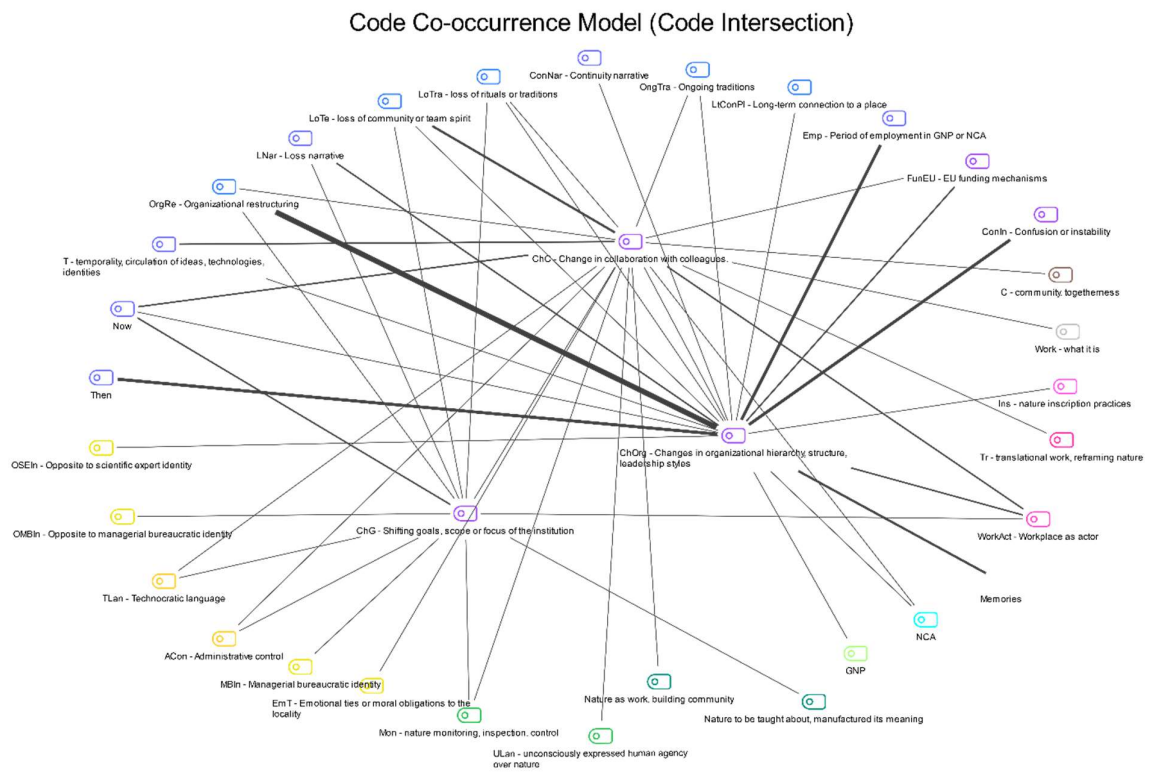 Code Co-occurrence Model (Code Intersection)
ConNar - Continuity narrative
OngTra - Ongoing traditions
LoTra - loss of rituals or traditions
LtConPl - Long-term connection to a place
LoTe - loss of community or team spirit
Emp - Period of employment in GNP or NCA
LNar - Loss narrative
FunEU - EU funding mechanisms
OrgRe - Organizational restructuring
ConIn - Confusion or instability
T - temporality, circulation of ideas, technologies,
identities
ChC - Change in collaboration with colleagues.
C - community, togetherness
Now
Work - what it is
Then
Ins - nature inscription practices
ChOrg - Changes in organizational hierarchy, structure,
leadership styles
Tr - translational work, reframing nature
OSEIn - Opposite to scientific expert identity
OMBIn - Opposite to managerial bureaucratic identity
ChG - Shifting goals, scope or focus of the institution
WorkAct - Workplace as actor
TLan - Technocratic language
Memories
NCA
ACon - Administrative control
GNP
MBIn - Managerial bureaucratic identity
EmT - Emotional ties or moral obligations to the
locality
Nature as work, building community
Nature to be taught about, manufactured its meaning
Mon - nature monitoring, inspection, control
ULan - unconsciously expressed human agency
over nature